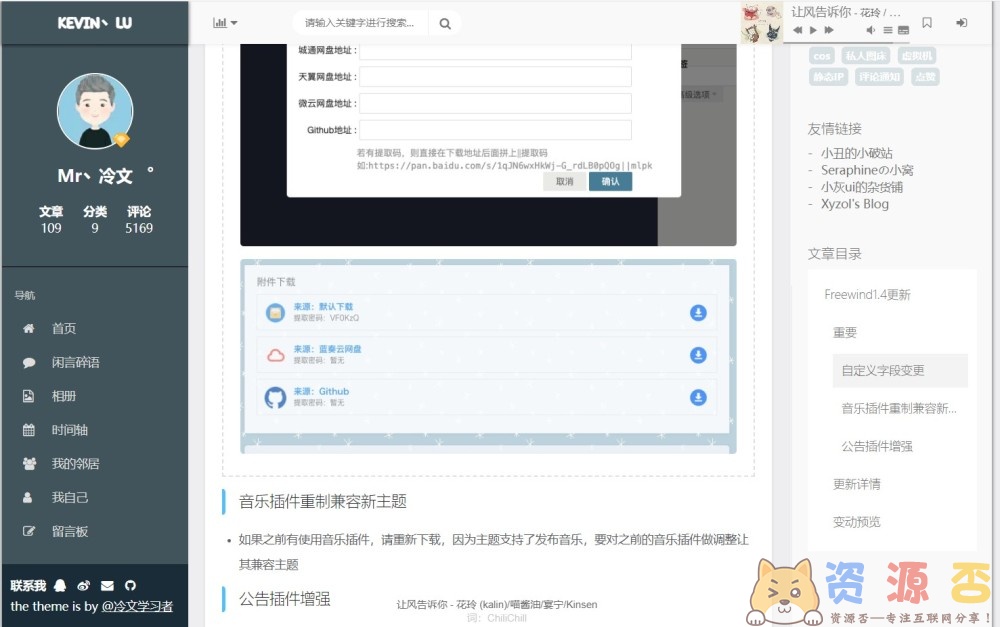 KEVIN丶LU
请输入关键字进行搜索...
让风告诉你 - 花玲 / ...
Mr丶冷文 °
文章 分类 评论
109 9 5169
导航
首页
闲言碎语
相册
时间轴
我的邻居
我自己
留言板
联系我
the theme is by @冷文学习者
城通网盘地址：
天翼网盘地址：
微云网盘地址：
Github地址：
若有提取码，则直接在下载地址后面拼上||提取码
如:https://pan.baidu.com/s/1qJN6wxHkWj-G_rdLB0pQOg||mlpk
取消 确认
附件下载
来源：默认下载
提取密码：VF0KzQ
来源：蓝奏云网盘
提取密码：暂无
来源：Github
提取密码：暂无
音乐插件重制兼容新主题
如果之前有使用音乐插件，请重新下载，因为主题支持了发布音乐，要对之前的音乐插件做调整让
其兼容主题
公告插件增强
让风告诉你 - 花玲 (kalin)/喵酱油/宴宁/Kinsen
词：ChiliChill
cos 私人图床 虚拟机
静态IP 评论通知 点赞
友情链接
- 小丑的小破站
- Seraphineの小窝
- 小灰ui的杂货铺
- Xyzol's Blog
文章目录
Freewind1.4更新
重要
自定义字段变更
音乐插件重制兼容新...
公告插件增强
更新详情
变动预览
资源否
资源否—专注互联网分享！